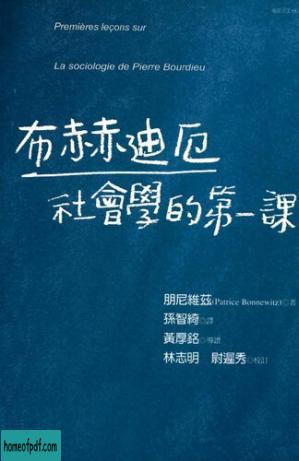 Premières leçons sur
La sociologie de Pierre Bourdieu
布赫迪厄
社會學的第一課
朋尼維茲(Patrice Bonnewitz)◎著
孫智綺◎譯
黃厚銘◎導讀
林志明 尉遲秀◎校訂
homeofpdf.com